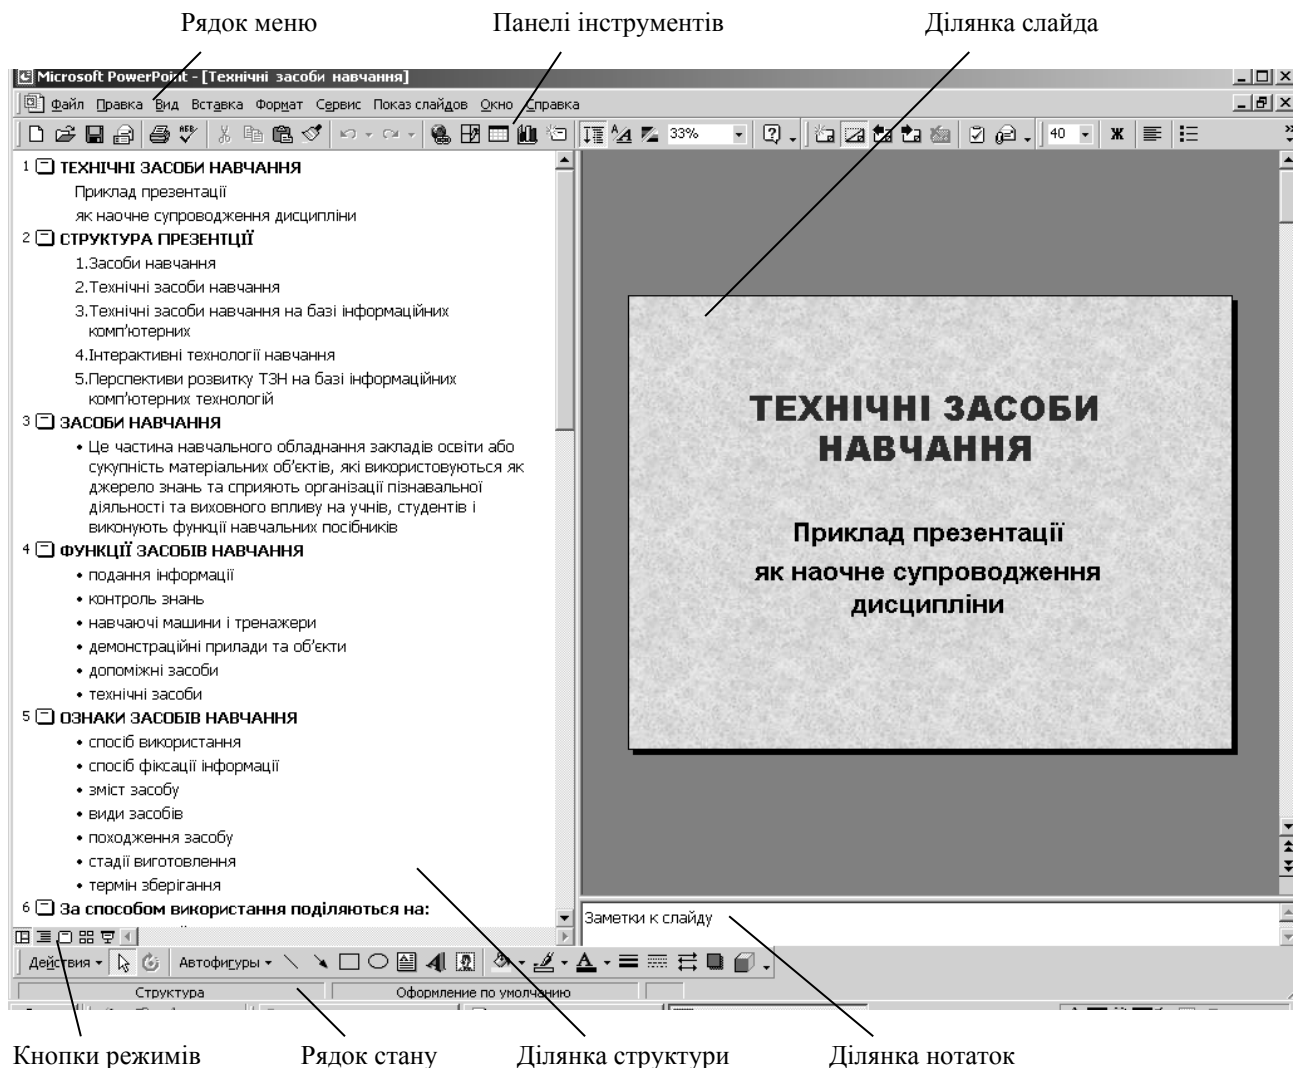 Рядок меню Панелі інструментів Ділянка слайда
Microsoft PowerPoint - [Технічні засоби навчання]
Файл Правка Вид Вставка Формат Сервис Показ слайдов Окно Справка
33% 40 Ж
1 ТЕХНІЧНІ ЗАСОБИ НАВЧАННЯ
Приклад презентації
як наочне супроводження дисципліни
2 СТРУКТУРА ПРЕЗЕНТЦІЇ
1.Засоби навчання
2.Технічні засоби навчання
3.Технічні засоби навчання на базі інформаційних
комп'ютерних
4.Інтерактивні технології навчання
5.Перспективи розвитку ТЗН на базі інформаційних
комп'ютерних технологій
3 ЗАСОБИ НАВЧАННЯ
• Це частина навчального обладнання закладів освіти або
сукупність матеріальних об'єктів, які використовуються як
джерело знань та сприяють організації пізнавальної
діяльності та виховного впливу на учнів, студентів і
виконують функції навчальних посібників
4 ФУНКЦІЇ ЗАСОБІВ НАВЧАННЯ
• подання інформації
• контроль знань
• навчаючі машини і тренажери
• демонстраційні прилади та об'єкти
• допоміжні засоби
• технічні засоби
5 ОЗНАКИ ЗАСОБІВ НАВЧАННЯ
• спосіб використання
• спосіб фіксації інформації
• зміст засобу
• види засобів
• походження засобу
• стадії виготовлення
• термін зберігання
6 За способом використання поділяються на:
ТЕХНІЧНІ ЗАСОБИ
НАВЧАННЯ
Приклад презентації
як наочне супроводження
дисципліни
Заметки к слайду
Действия Автофигуры
Структура Оформление по умолчанию
Кнопки режимів Рядок стану Ділянка структури Ділянка нотаток